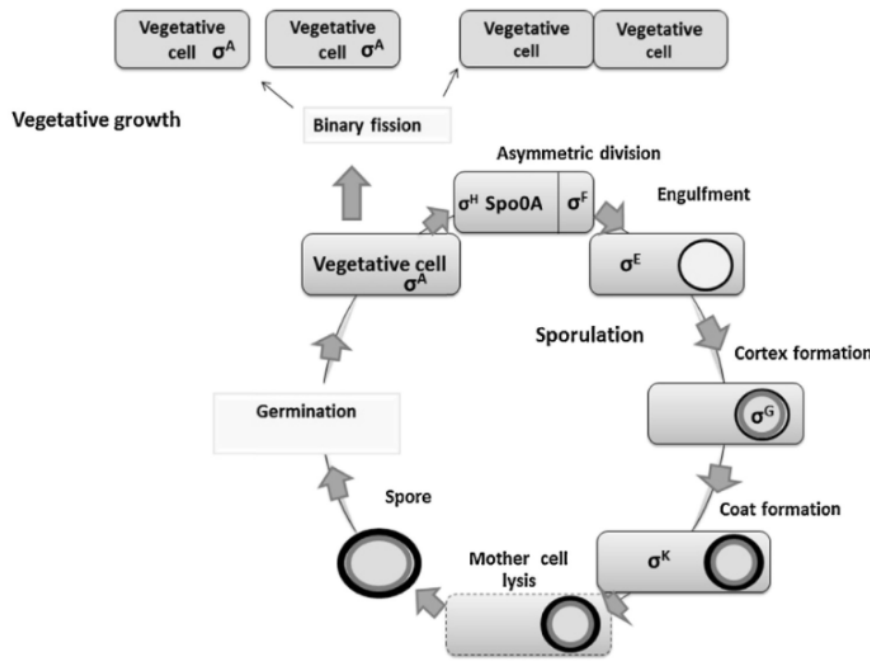 Vegetative
cell σᴬ
Vegetative
cell σᴬ
Vegetative
cell
Vegetative
cell
Vegetative growth
Binary fission
Asymmetric division
σᴴ Spo0A
σF
Engulfment
Vegetative cell
σᴬ
σᴱ
Sporulation
Cortex formation
Germination
σᴳ
Spore
Coat formation
Mother cell
lysis
σᴷ